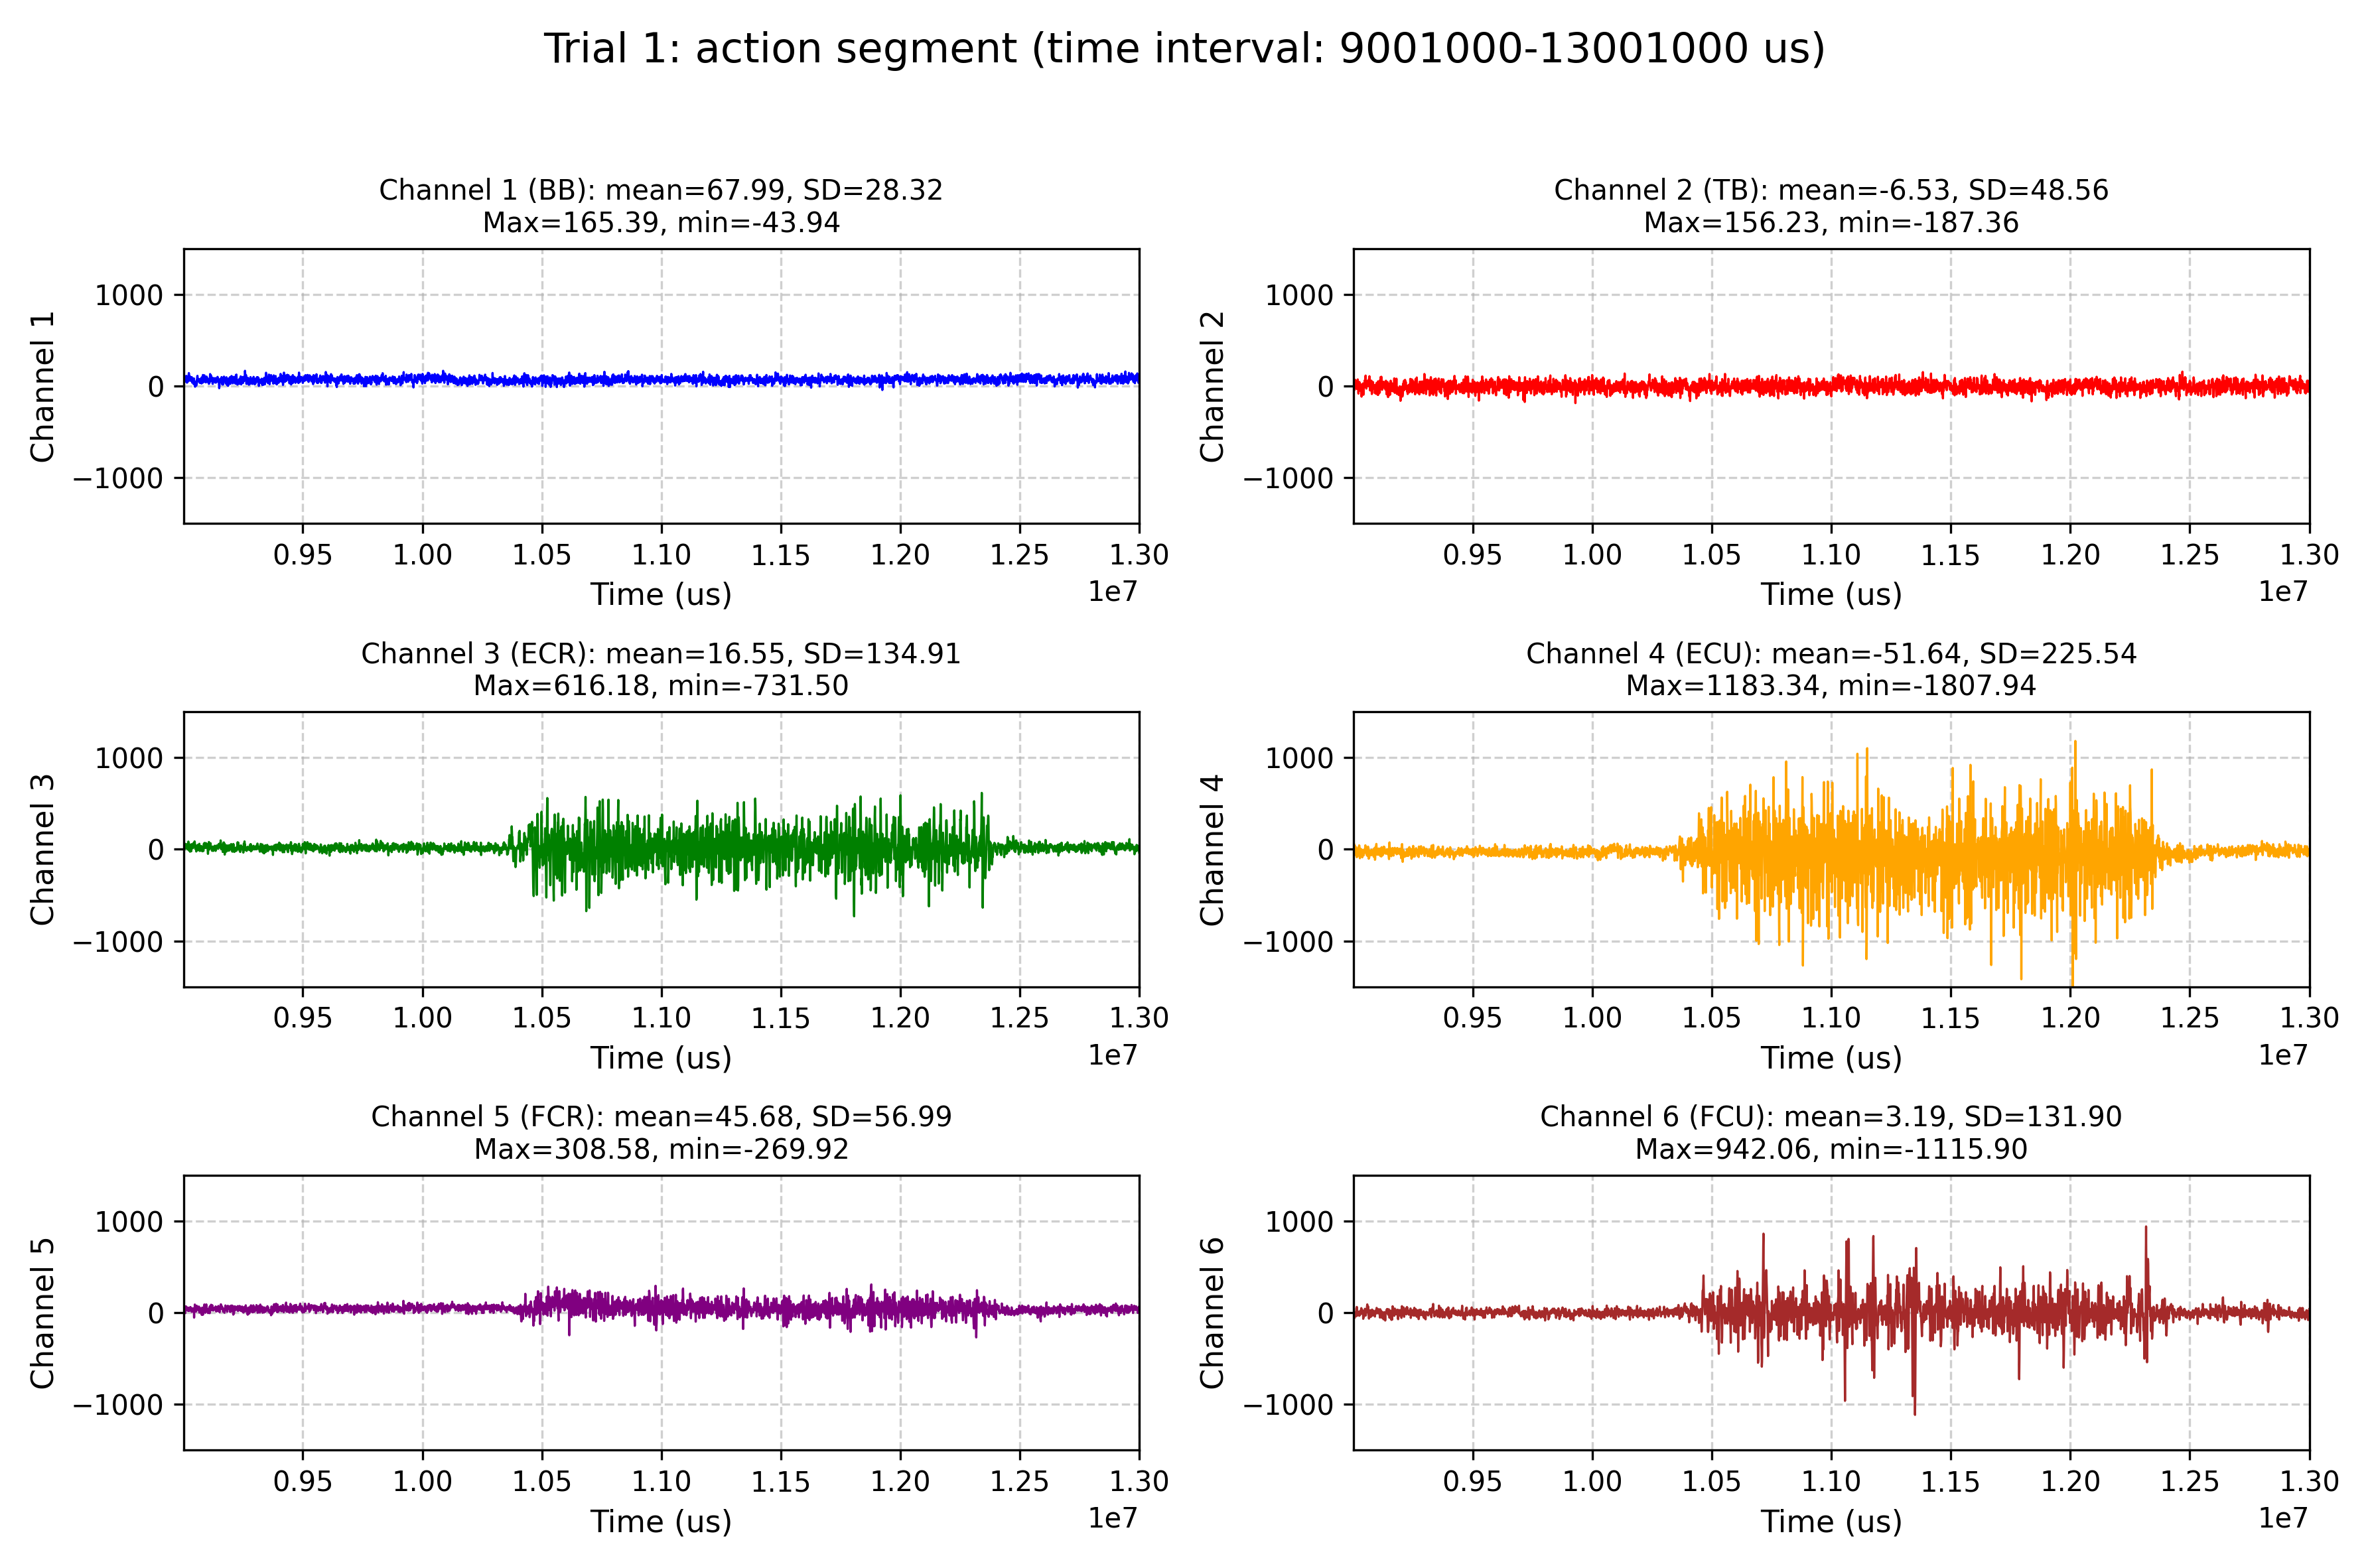 Trial 1: action segment (time interval: 9001000-13001000 us)
Channel 1 (BB): mean=67.99, SD=28.32
Max=165.39, min=-43.94
Channel 1
1000
0
−1000
0.95 1.00 1.05 1.10 1.15 1.20 1.25 1.30
Time (us)
1e7
Channel 2 (TB): mean=-6.53, SD=48.56
Max=156.23, min=-187.36
Channel 2
1000
0
−1000
0.95 1.00 1.05 1.10 1.15 1.20 1.25 1.30
Time (us)
1e7
Channel 3 (ECR): mean=16.55, SD=134.91
Max=616.18, min=-731.50
Channel 3
1000
0
−1000
0.95 1.00 1.05 1.10 1.15 1.20 1.25 1.30
Time (us)
1e7
Channel 4 (ECU): mean=-51.64, SD=225.54
Max=1183.34, min=-1807.94
Channel 4
1000
0
−1000
0.95 1.00 1.05 1.10 1.15 1.20 1.25 1.30
Time (us)
1e7
Channel 5 (FCR): mean=45.68, SD=56.99
Max=308.58, min=-269.92
Channel 5
1000
0
−1000
0.95 1.00 1.05 1.10 1.15 1.20 1.25 1.30
Time (us)
1e7
Channel 6 (FCU): mean=3.19, SD=131.90
Max=942.06, min=-1115.90
Channel 6
1000
0
−1000
0.95 1.00 1.05 1.10 1.15 1.20 1.25 1.30
Time (us)
1e7